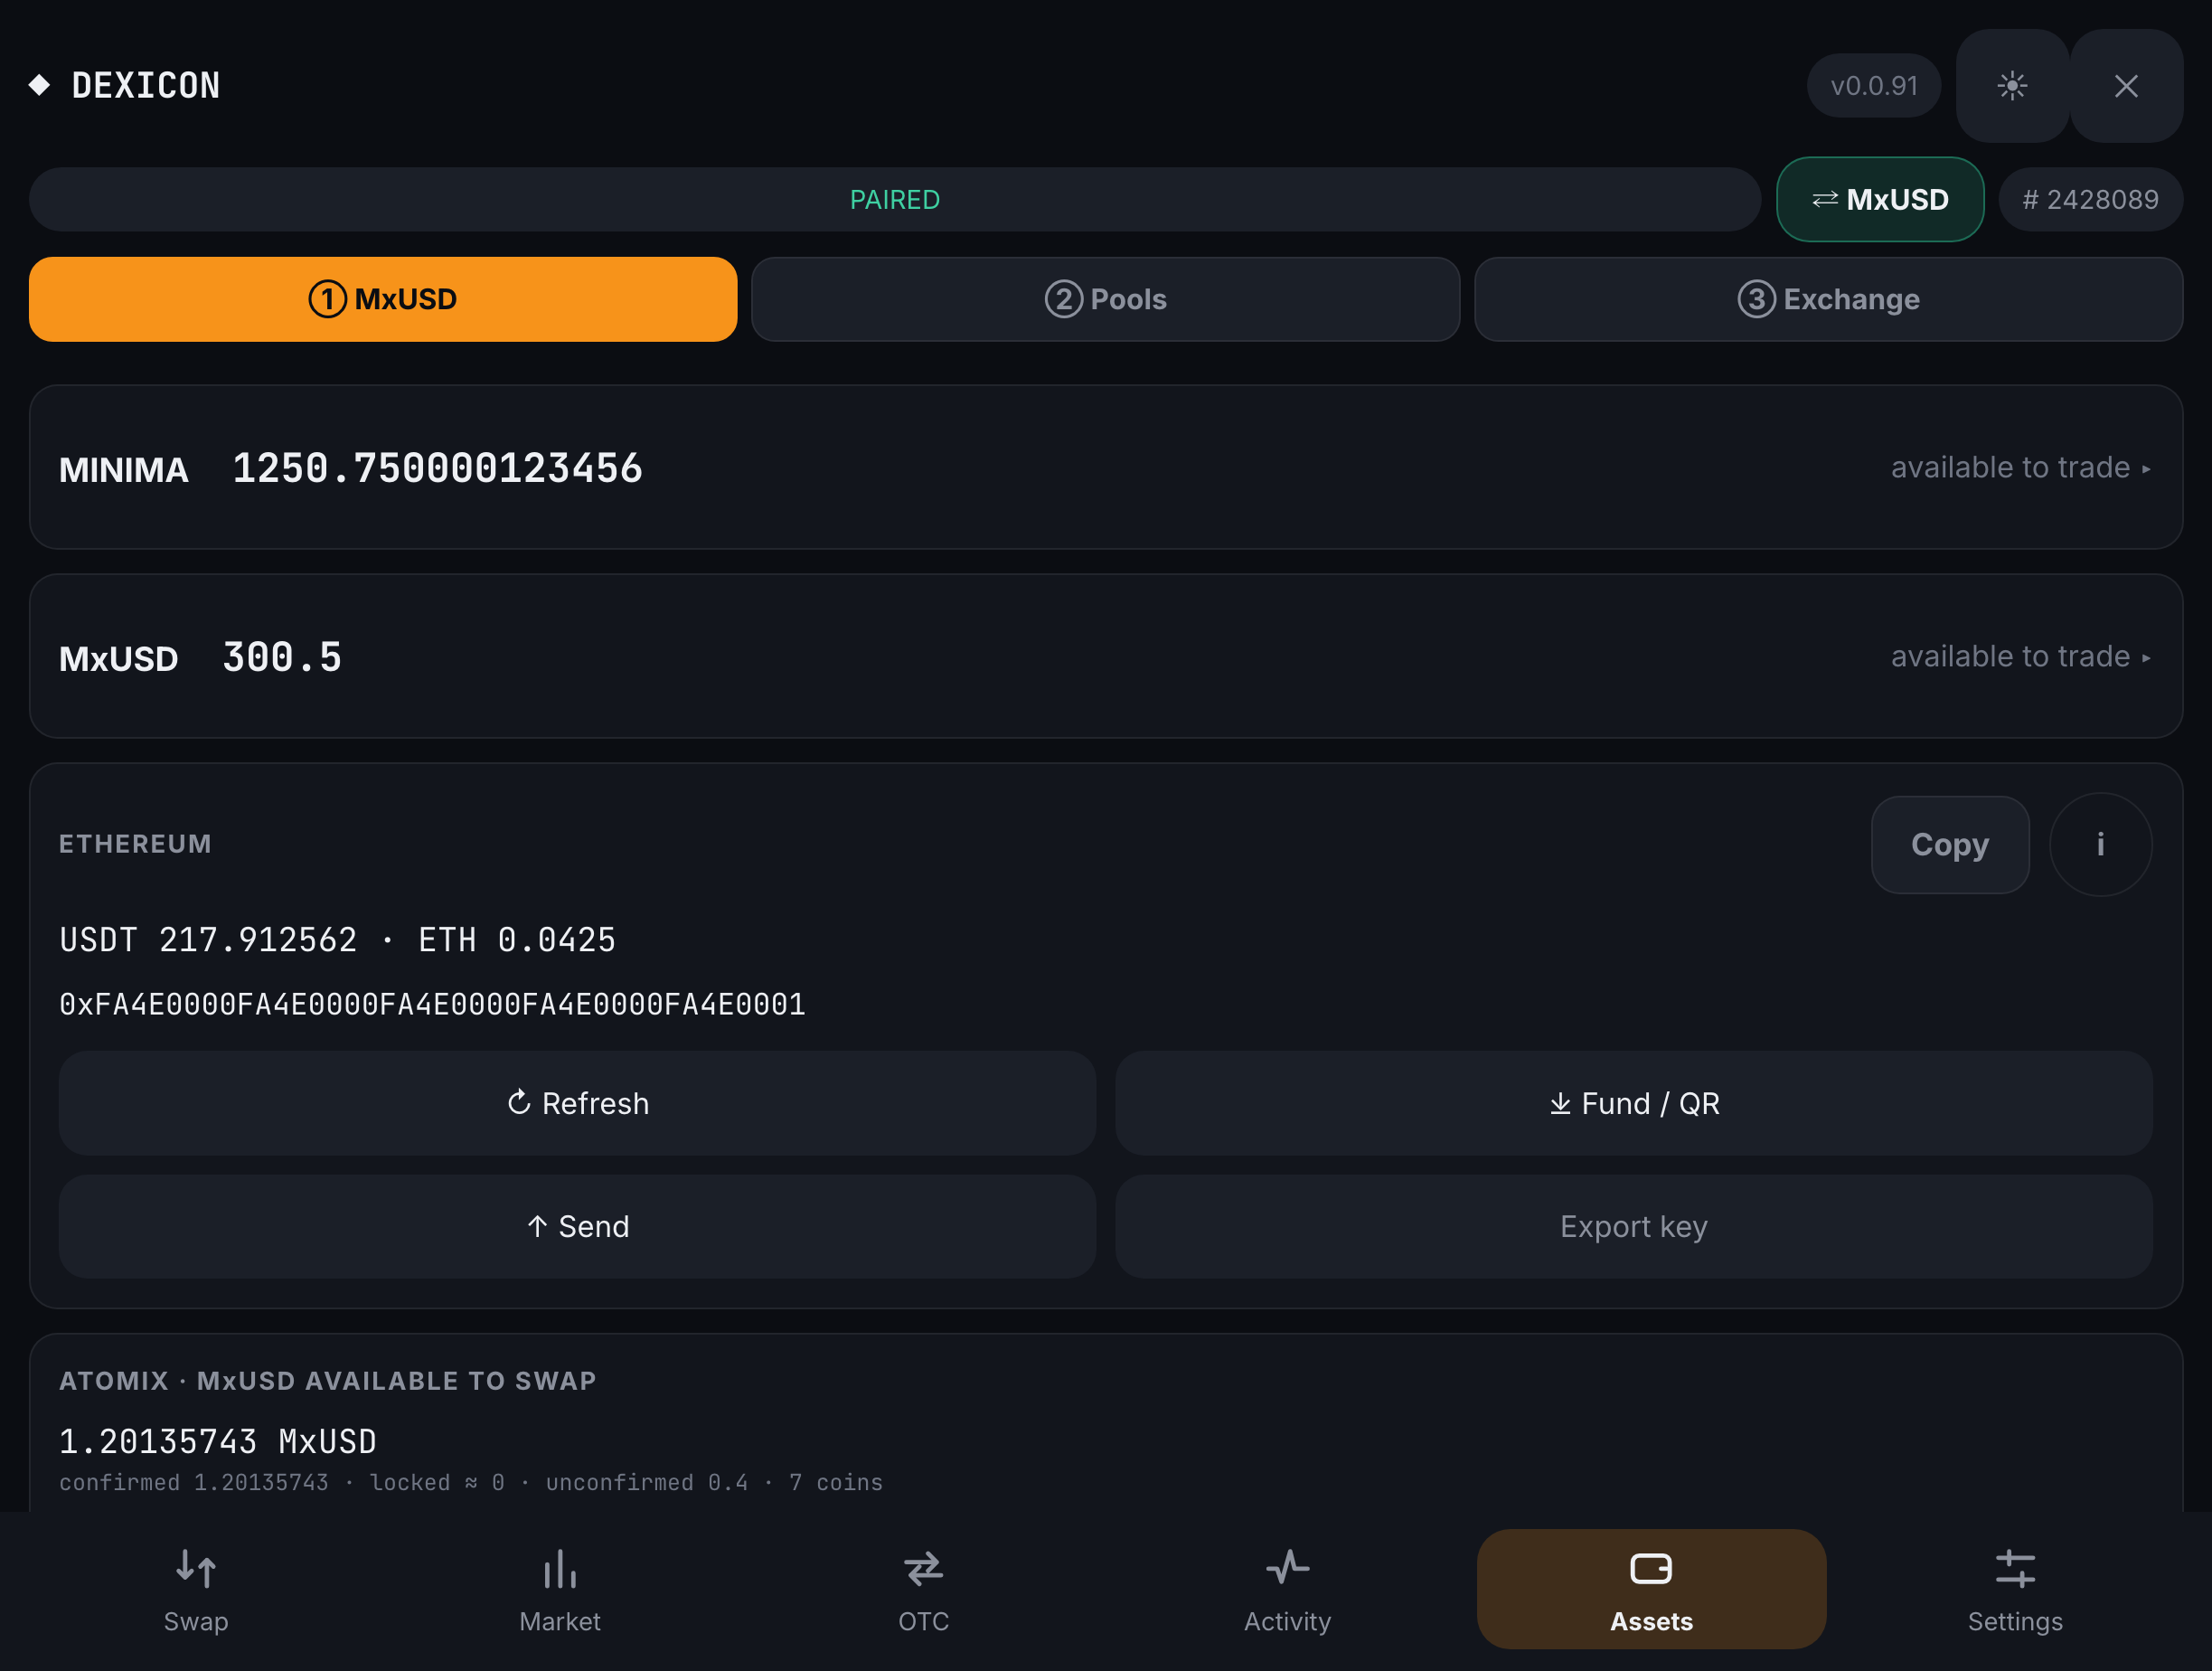 ◆ DEXICON
v0.0.91
PAIRED
⇄ MxUSD
# 2428089
① MxUSD
② Pools
③ Exchange
MINIMA 1250.750000123456
available to trade ▸
MxUSD 300.5
available to trade ▸
ETHEREUM
Copy
i
USDT 217.912562 · ETH 0.0425
0xFA4E0000FA4E0000FA4E0000FA4E0000FA4E0001
↻ Refresh
⤓ Fund / QR
↑ Send
Export key
ATOMIX · MxUSD AVAILABLE TO SWAP
1.20135743 MxUSD
confirmed 1.20135743 · locked ≈ 0 · unconfirmed 0.4 · 7 coins
Swap
Market
OTC
Activity
Assets
Settings